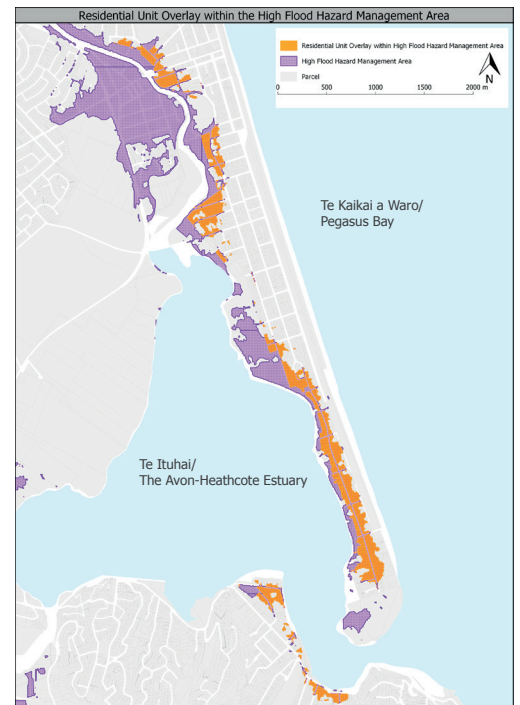 Residential Unit Overlay within the High Flood Hazard Management Area
Residential Unit Overlay within High Flood Hazard Management Area
High Flood Hazard Management Area
Parcel
N
0 500 1000 1500 2000 m
Te Kaikai a Waro/
Pegasus Bay
Te Ituhai/
The Avon-Heathcote Estuary